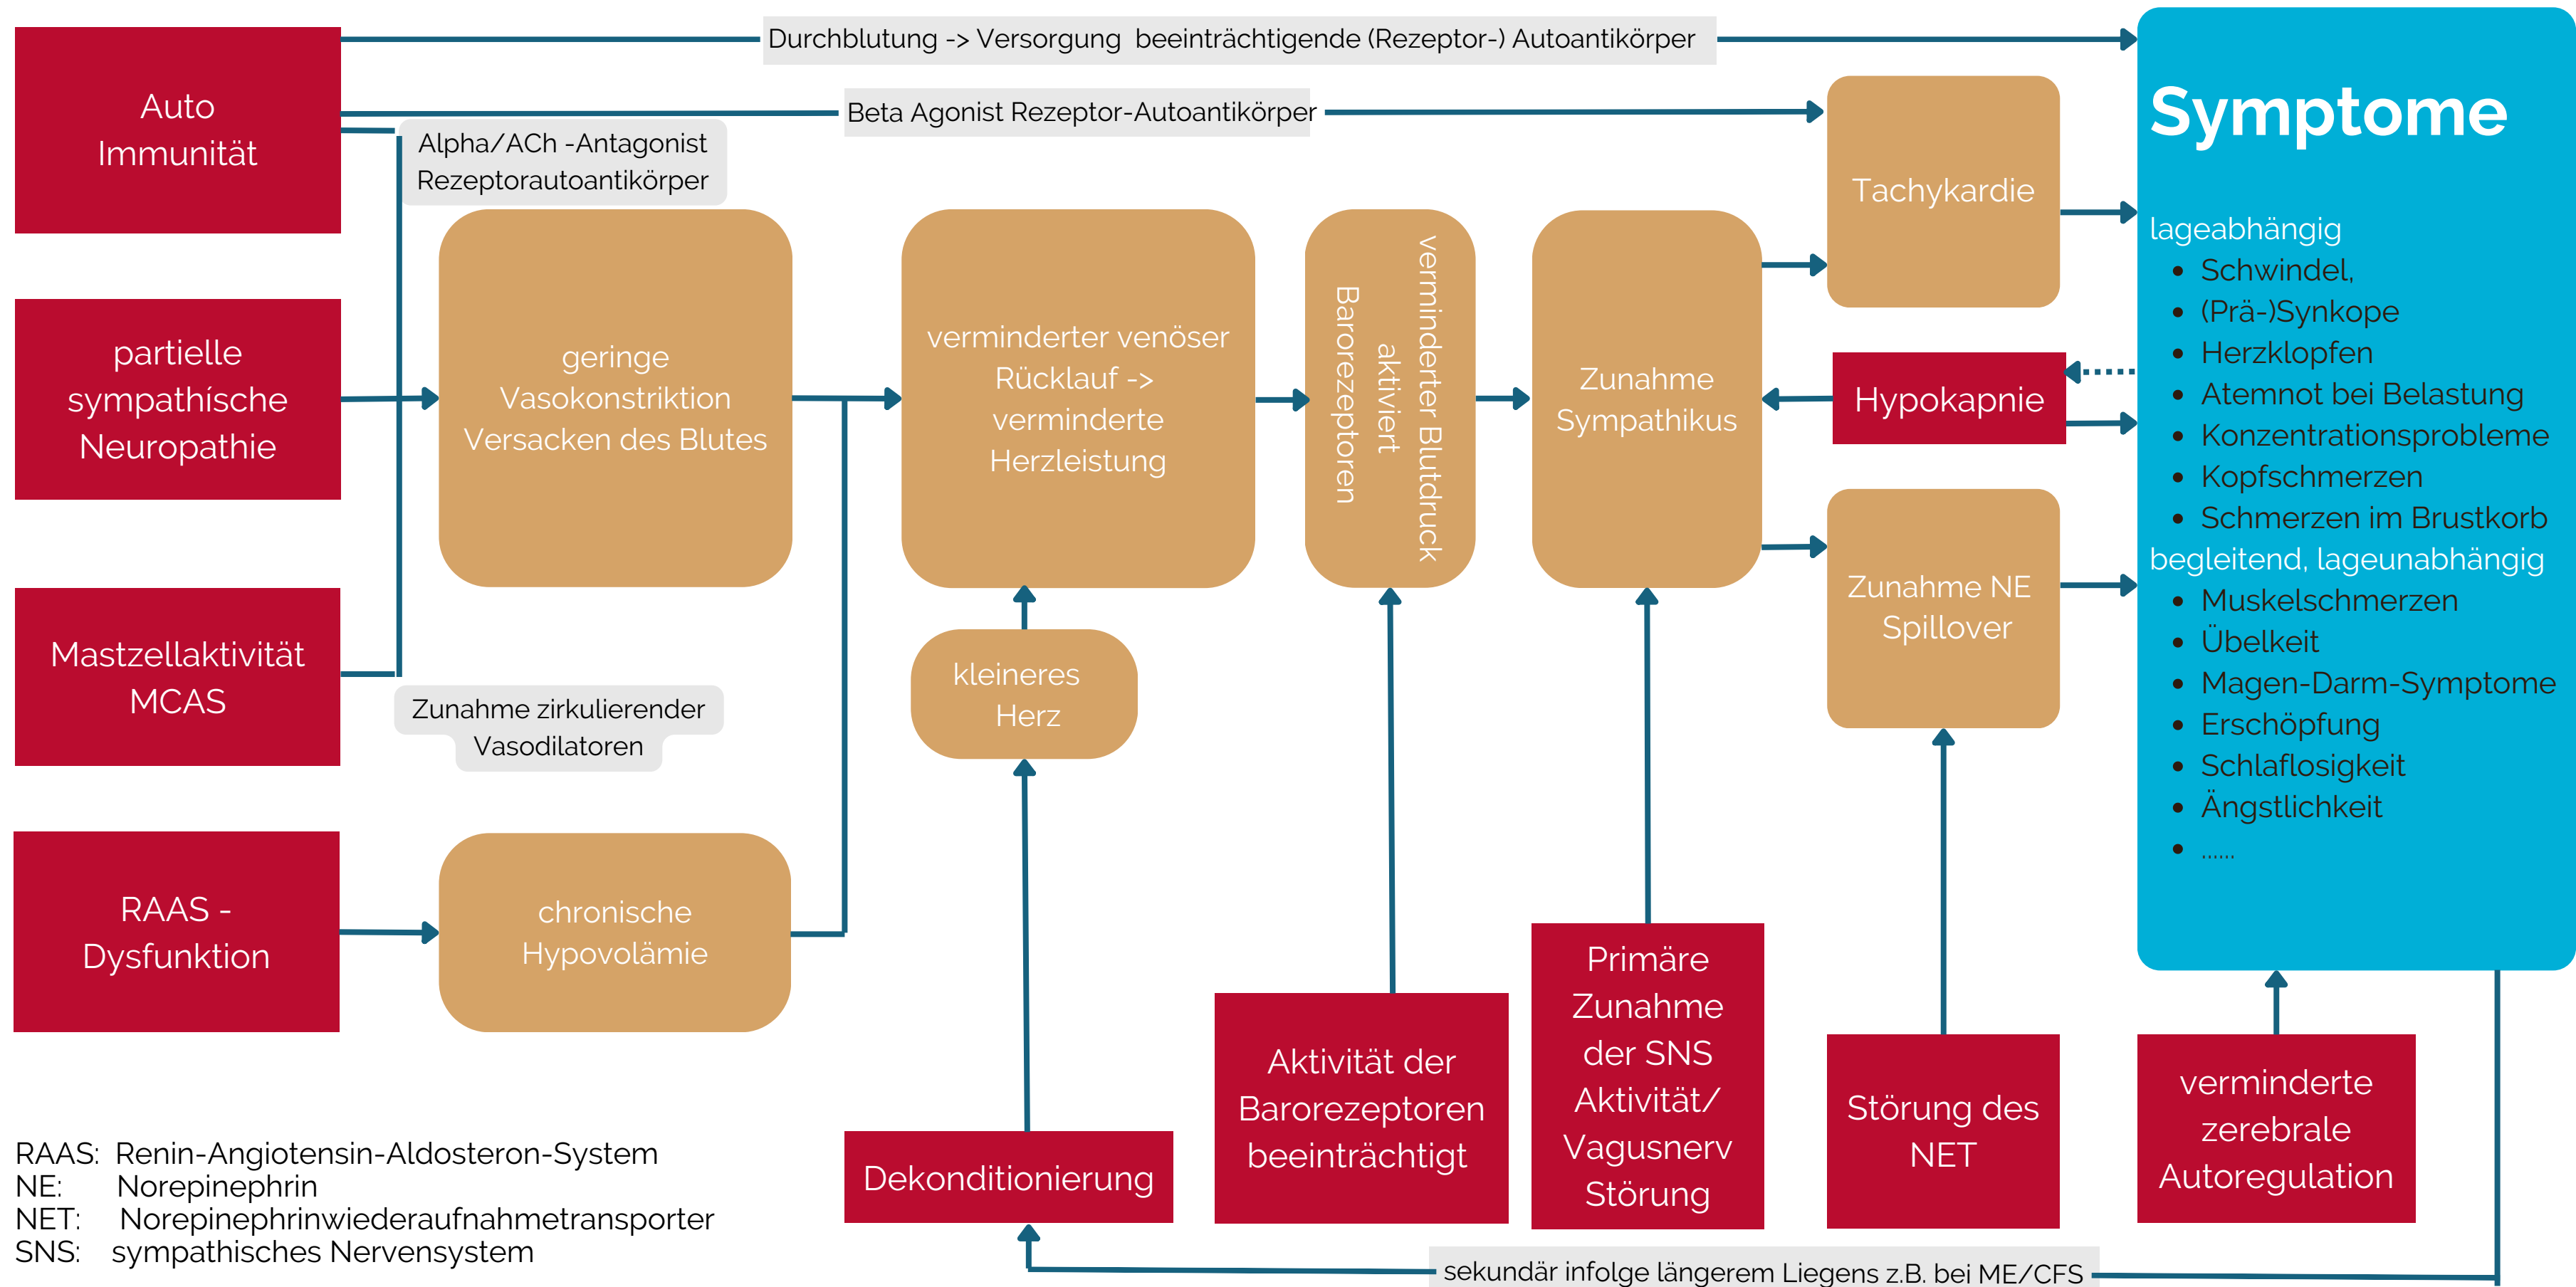 Durchblutung -> Versorgung beeinträchtigende (Rezeptor-) Autoantikörper
Auto
Immunität
Beta Agonist Rezeptor-Autoantikörper
Alpha/ACh -Antagonist
Rezeptorautoantikörper
partielle
sympathísche
Neuropathie
geringe
Vasokonstriktion
Versacken des Blutes
verminderter venöser
Rücklauf ->
verminderte
Herzleistung
verminderter Blutdruck
aktiviert
Barorezeptoren
Zunahme
Sympathikus
Tachykardie
Hypokapnie
Zunahme NE
Spillover
Symptome
lageabhängig
• Schwindel,
• (Prä-)Synkope
• Herzklopfen
• Atemnot bei Belastung
• Konzentrationsprobleme
• Kopfschmerzen
• Schmerzen im Brustkorb
begleitend, lageunabhängig
• Muskelschmerzen
• Übelkeit
• Magen-Darm-Symptome
• Erschöpfung
• Schlaflosigkeit
• Ängstlichkeit
• ......
Mastzellaktivität
MCAS
Zunahme zirkulierender
Vasodilatoren
kleineres
Herz
RAAS -
Dysfunktion
chronische
Hypovolämie
Dekonditionierung
Aktivität der
Barorezeptoren
beeinträchtigt
Primäre
Zunahme
der SNS
Aktivität/
Vagusnerv
Störung
Störung des
NET
verminderte
zerebrale
Autoregulation
RAAS: Renin-Angiotensin-Aldosteron-System
NE: Norepinephrin
NET: Norepinephrinwiederaufnahmetransporter
SNS: sympathisches Nervensystem
sekundär infolge längerem Liegens z.B. bei ME/CFS